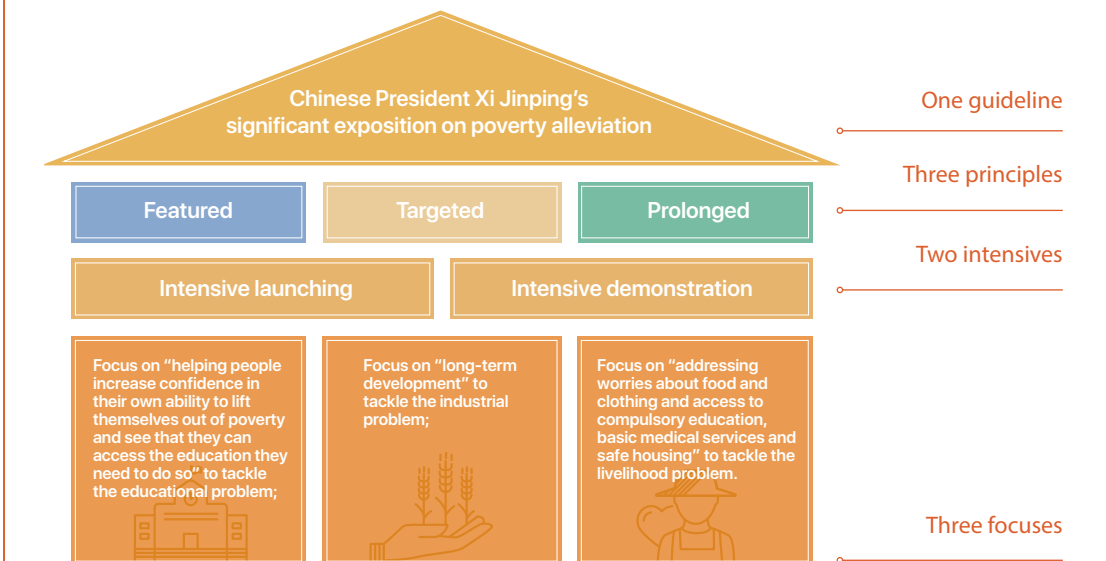 Chinese President Xi Jinping’s
significant exposition on poverty alleviation
One guideline
Three principles
Featured
Targeted
Prolonged
Two intensives
Intensive launching
Intensive demonstration
Focus on “helping people
increase confidence in
their own ability to lift
themselves out of poverty
and see that they can
access the education they
need to do so” to tackle
the educational problem;
Focus on “long-term
development” to
tackle the industrial
problem;
Focus on “addressing
worries about food and
clothing and access to
compulsory education,
basic medical services and
safe housing” to tackle the
livelihood problem.
Three focuses